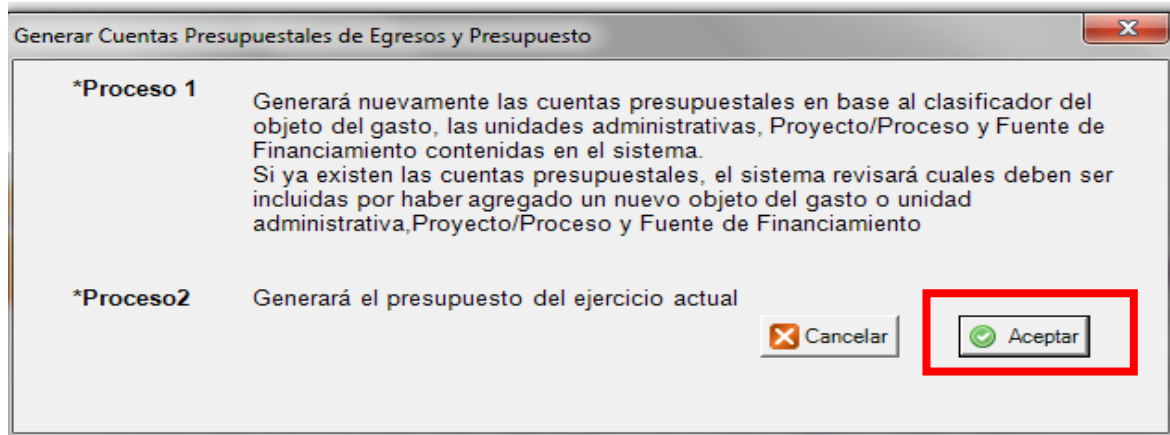 Generar Cuentas Presupuestales de Egresos y Presupuesto
*Proceso 1
Generará nuevamente las cuentas presupuestales en base al clasificador del
objeto del gasto, las unidades administrativas, Proyecto/Proceso y Fuente de
Financiamiento contenidas en el sistema.
Si ya existen las cuentas presupuestales, el sistema revisará cuales deben ser
incluidas por haber agregado un nuevo objeto del gasto o unidad
administrativa,Proyecto/Proceso y Fuente de Financiamiento
*Proceso2 Generará el presupuesto del ejercicio actual
Cancelar Aceptar